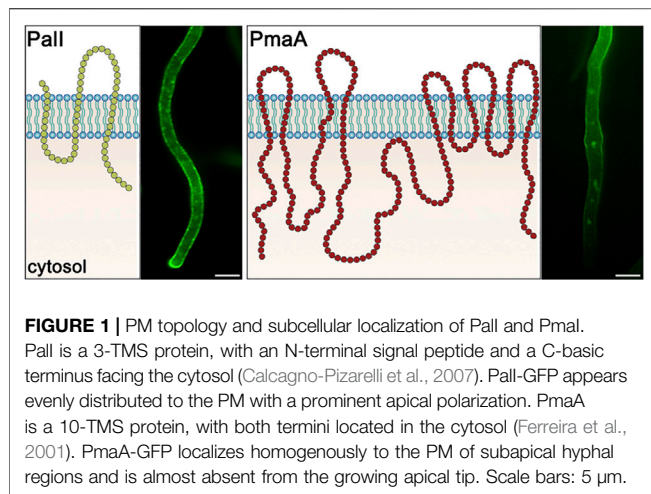 PalI
PmaA
cytosol
cytosol
FIGURE 1 | PM topology and subcellular localization of PalI and PmaI.
PalI is a 3-TMS protein, with an N-terminal signal peptide and a C-basic
terminus facing the cytosol (Calcagno-Pizarelli et al., 2007). PalI-GFP appears
evenly distributed to the PM with a prominent apical polarization. PmaA
is a 10-TMS protein, with both termini located in the cytosol (Ferreira et al.,
2001). PmaA-GFP localizes homogenously to the PM of subapical hyphal
regions and is almost absent from the growing apical tip. Scale bars: 5 μm.